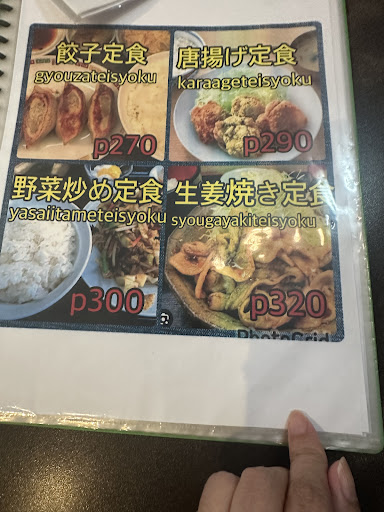 餃子定食
gyouzateisyoku
p270
唐揚げ定食
karaageteisyoku
p290
野菜炒め定食
yasaiitameteisyoku
p300
生姜焼き定食
syougayakiteisyoku
p320
PhotoGrid